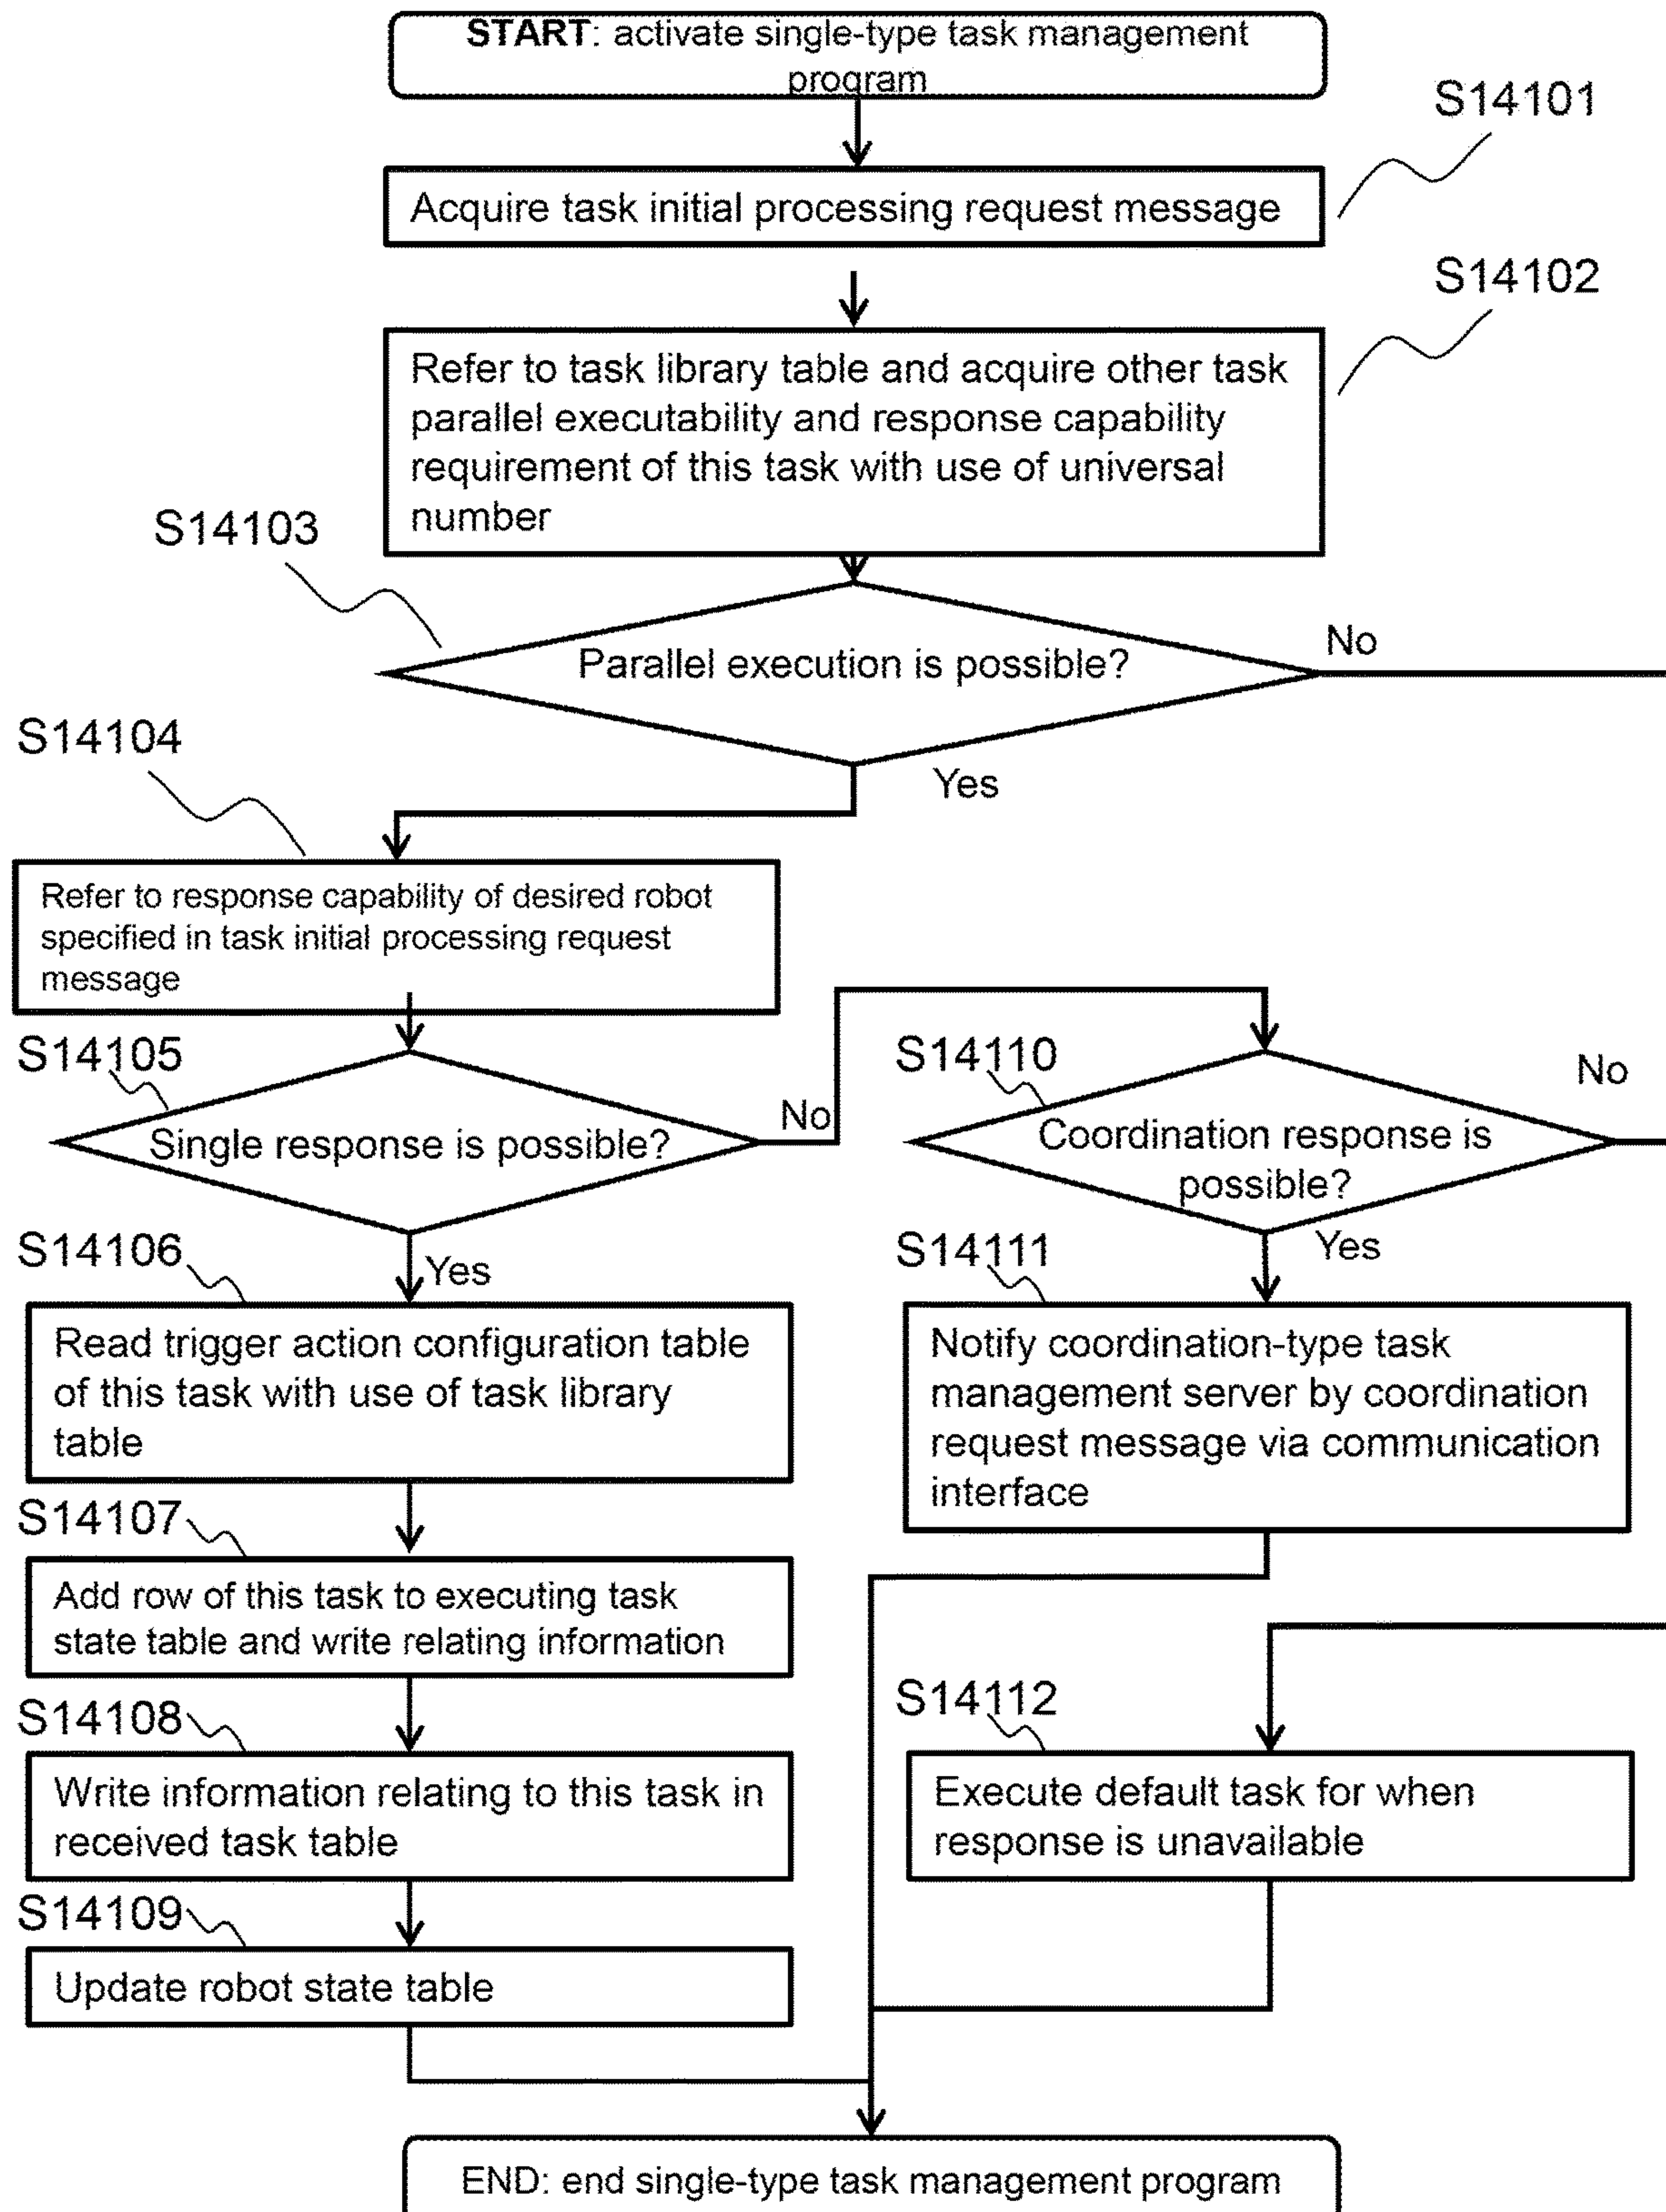 START: activate single-type task management
program
S14101
Acquire task initial processing request message
S14102
Refer to task library table and acquire other task
parallel executability and response capability
requirement of this task with use of universal
number
S14103
Parallel execution is possible?
No
Yes
S14104
Refer to response capability of desired robot
specified in task initial processing request
message
S14105
Single response is possible?
No
S14110
Coordination response is
possible?
No
Yes
S14106
Yes
Read trigger action configuration table
of this task with use of task library
table
S14111
Notify coordination-type task
management server by coordination
request message via communication
interface
S14107
Add row of this task to executing task
state table and write relating information
S14108
Write information relating to this task in
received task table
S14112
Execute default task for when
response is unavailable
S14109
Update robot state table
END: end single-type task management program